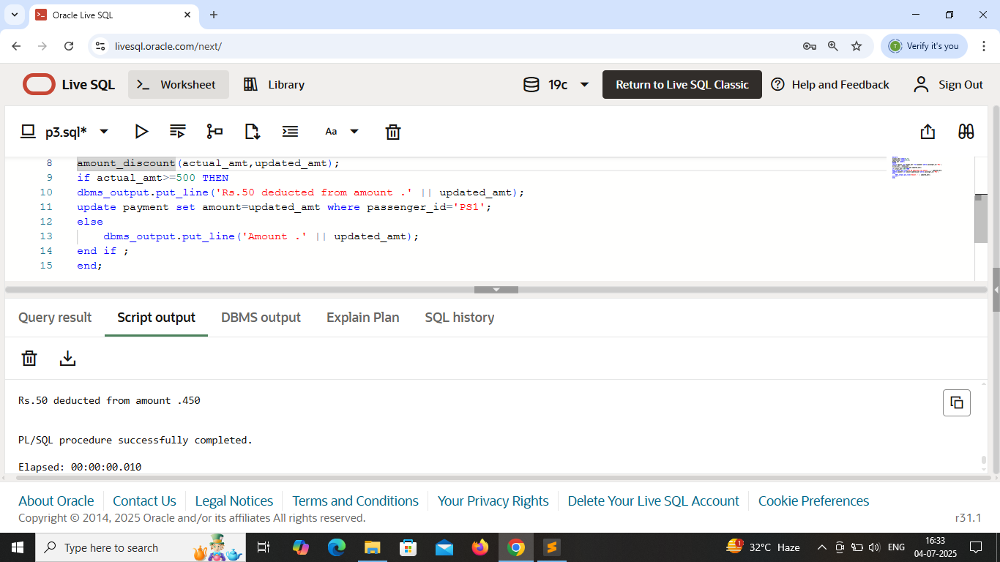 Oracle Live SQL
livesql.oracle.com/next/
T
Verify it's you
Live SQL
Worksheet
Library
19c
Return to Live SQL Classic
Help and Feedback
Sign Out
p3.sql*
Aa
8 amount_discount(actual_amt,updated_amt);
9 if actual_amt>=500 THEN
10 dbms_output.put_line('Rs.50 deducted from amount .' || updated_amt);
11 update payment set amount=updated_amt where passenger_id='PS1';
12 else
13 dbms_output.put_line('Amount .' || updated_amt);
14 end if ;
15 end;
Query result
Script output
DBMS output
Explain Plan
SQL history
Rs.50 deducted from amount .450
PL/SQL procedure successfully completed.
Elapsed: 00:00:00.010
About Oracle
Contact Us
Legal Notices
Terms and Conditions
Your Privacy Rights
Delete Your Live SQL Account
Cookie Preferences
Copyright © 2014, 2025 Oracle and/or its affiliates All rights reserved.
r31.1
Type here to search
1
32°C Haze
ENG
16:33
04-07-2025